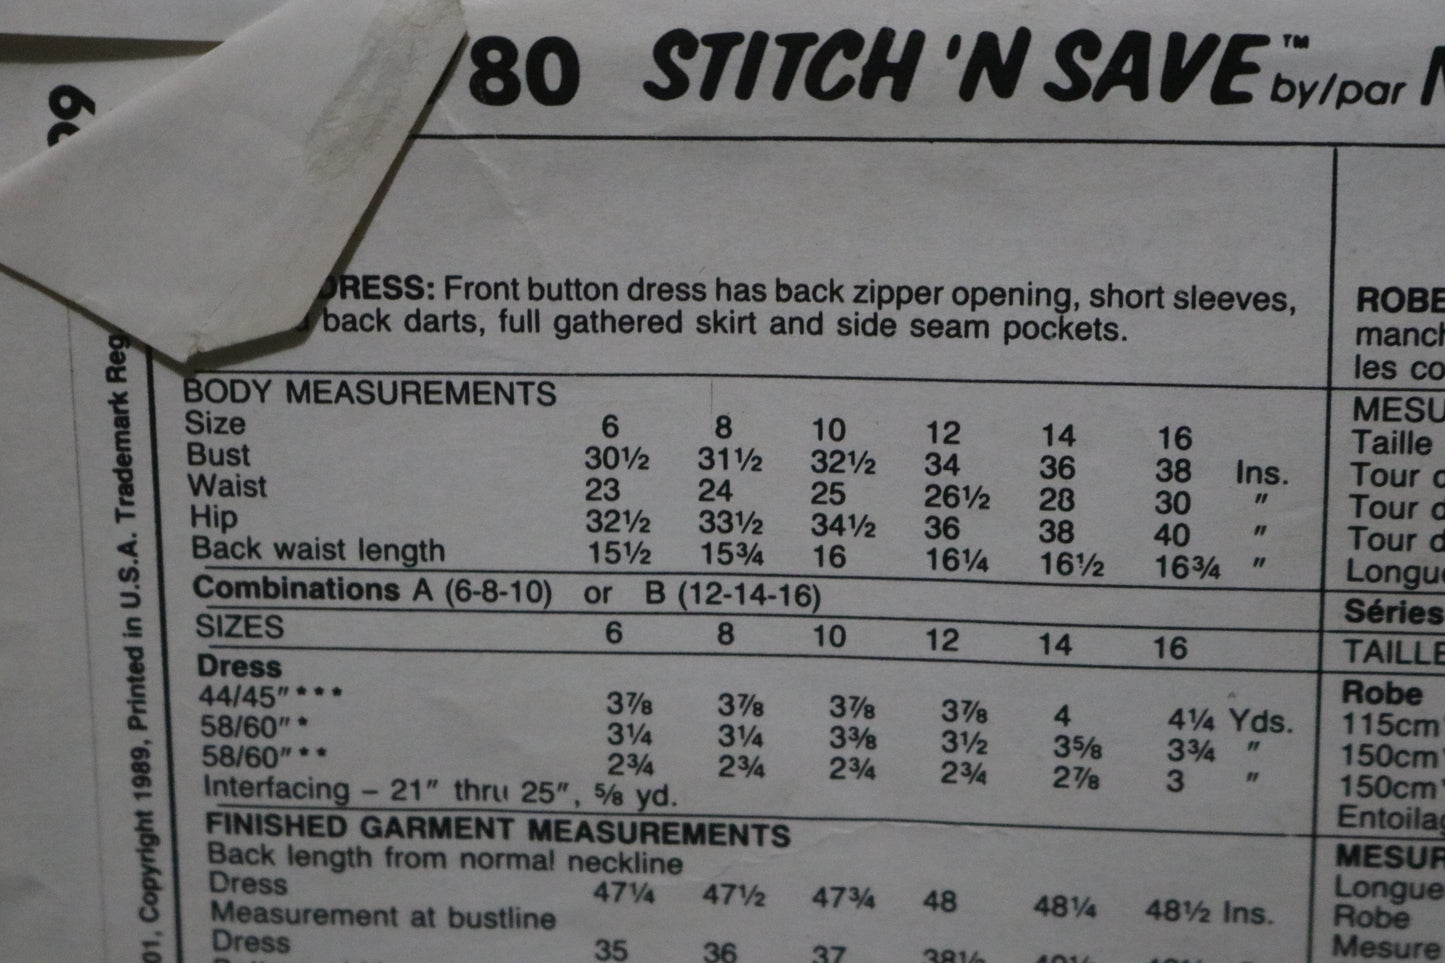 80 STITCH 'N SAVE™ by/par
DRESS: Front button dress has back zipper opening, short sleeves,
back darts, full gathered skirt and side seam pockets.
BODY MEASUREMENTS
Size 6 8 10 12 14 16
Bust 30½ 31½ 32½ 34 36 38 Ins.
Waist 23 24 25 26½ 28 30 "
Hip 32½ 33½ 34½ 36 38 40 "
Back waist length 15½ 15¾ 16 16¼ 16½ 16¾ "
Combinations A (6-8-10) or B (12-14-16)
SIZES 6 8 10 12 14 16
Dress
44/45"*** 3⅞ 3⅞ 3⅞ 3⅞ 4 4¼ Yds.
58/60"* 3¼ 3¼ 3⅜ 3½ 3⅝ 3¾ "
58/60"** 2¾ 2¾ 2¾ 2¾ 2⅞ 3 "
Interfacing – 21" thru 25", ⅝ yd.
FINISHED GARMENT MEASUREMENTS
Back length from normal neckline
Dress 47¼ 47½ 47¾ 48 48¼ 48½ Ins.
Measurement at bustline
Dress 35 36 37 38½
ROBE
manch
les co
MESU
Taille
Tour d
Tour d
Tour d
Longue
Séries
TAILLE
Robe
115cm
150cm
150cm
Entoilag
MESUR
Longue
Robe
Mesure
01, Copyright 1989, Printed in U.S.A. Trademark Reg